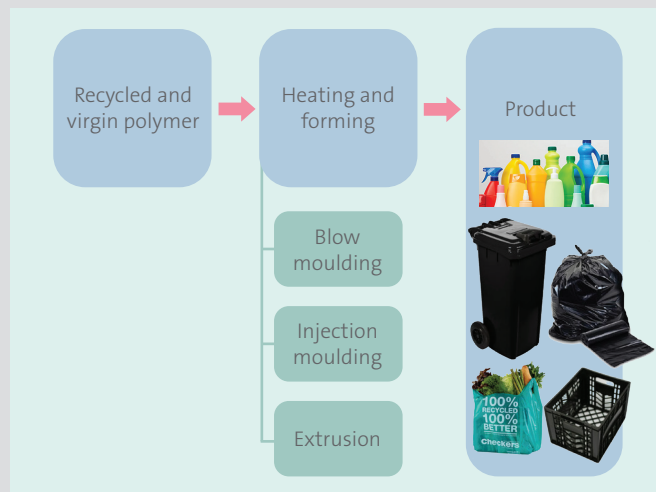 Recycled and
virgin polymer
Heating and
forming
Product
Blow
moulding
Injection
moulding
Extrusion
100%
RECYCLED
100%
BETTER
Checkers